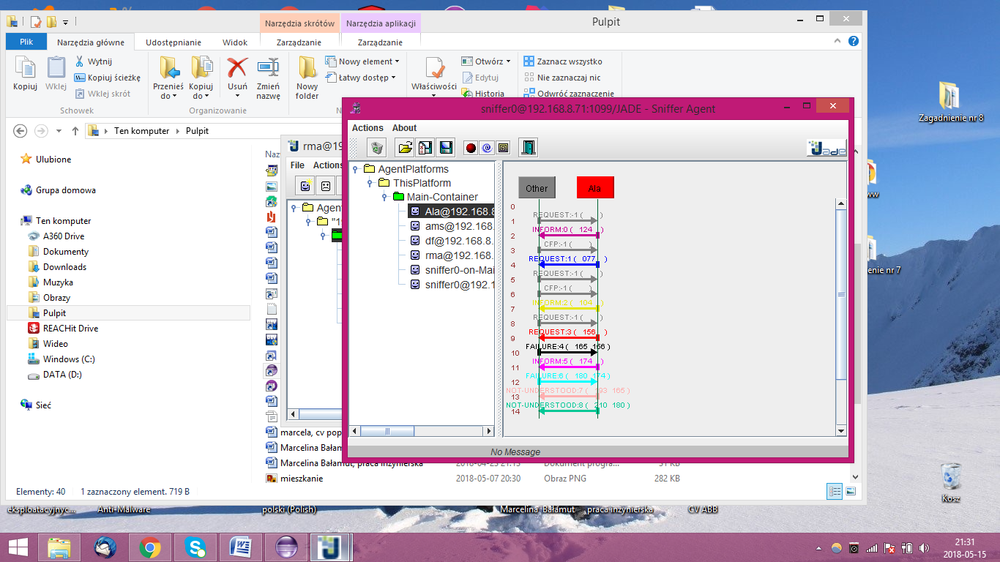 Narzędzia skrótów
Narzędzia aplikacji
Pulpit
Plik
Narzędzia główne
Udostępnianie
Widok
Zarządzanie
Zarządzanie
Kopiuj
Wklej
Wytnij
Kopiuj ścieżkę
Wklej skrót
Schowek
Przenieś do
Kopiuj do
Usuń
Zmień nazwę
Organizowanie
Nowy folder
Nowy element
Łatwy dostęp
Właściwości
Otwórz
Edytuj
Historia
Zaznacz wszystko
Nie zaznaczaj nic
Odwróć zaznaczenie
Ten komputer
Pulpit
Ulubione
Grupa domowa
Ten komputer
A360 Drive
Dokumenty
Downloads
Muzyka
Obrazy
Pulpit
REACHit Drive
Wideo
Windows (C:)
DATA (D:)
Sieć
rma@19
File Actions
Agen
sniffer0@192.168.8.71:1099/JADE - Sniffer Agent
Actions About
Jade
AgentPlatforms
ThisPlatform
Main-Container
Ala@192.168.8
ams@192.168.
df@192.168.8.
rma@192.168.
sniffer0-on-Mai
sniffer0@192.1
Other
Ala
0
REQUEST:-1 ( )
1
INFORM:0 ( 124 )
2
CFP:-1 ( )
3
REQUEST:1 ( 077 )
4
REQUEST:-1 ( )
5
CFP:-1 ( )
6
INFORM:2 ( 104 )
7
REQUEST:-1 ( )
8
REQUEST:3 ( 156 )
9
FAILURE:4 ( 165 156 )
10
INFORM:5 ( 174 )
11
FAILURE:6 ( 180 174 )
12
NOT-UNDERSTOOD:7 ( 193 165 )
13
NOT-UNDERSTOOD:8 ( 210 180 )
14
No Message
marcela, cv pop
Marcelina Bałam
Marcelina Bałamut, praca inżynierska 2018-04-23 21:15 Dokument progra... 31 KB
mieszkanie 2018-05-07 20:30 Obraz PNG 282 KB
Elementy: 40 1 zaznaczony element. 719 B
Zagadnienie nr 8
ww
enie nr 7
Kosz
eksploatacyjnyc...
Anti-Malware
polski (Polish)
Marcelina_Bałamut_
praca inżynierska
CV ABB
21:31
2018-05-15